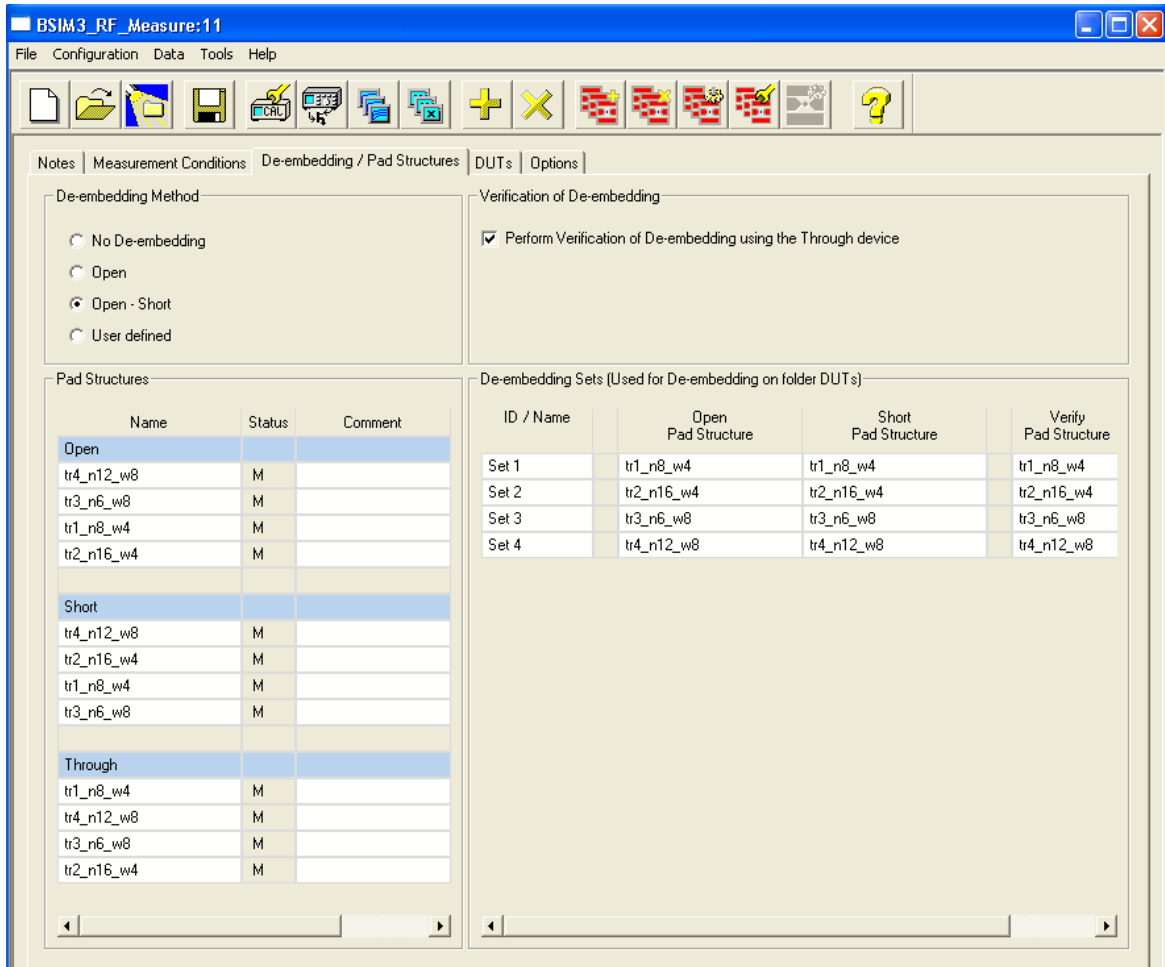 BSIM3_RF_Measure:11
File Configuration Data Tools Help
CAL
Notes Measurement Conditions De-embedding / Pad Structures DUTs Options
De-embedding Method
No De-embedding
Open
Open - Short
User defined
Verification of De-embedding
Perform Verification of De-embedding using the Through device
Pad Structures
Name Status Comment
Open
tr4_n12_w8 M
tr3_n6_w8 M
tr1_n8_w4 M
tr2_n16_w4 M
Short
tr4_n12_w8 M
tr2_n16_w4 M
tr1_n8_w4 M
tr3_n6_w8 M
Through
tr1_n8_w4 M
tr4_n12_w8 M
tr3_n6_w8 M
tr2_n16_w4 M
De-embedding Sets (Used for De-embedding on folder DUTs)
ID / Name Open Short Verify
Pad Structure Pad Structure Pad Structure
Set 1 tr1_n8_w4 tr1_n8_w4 tr1_n8_w4
Set 2 tr2_n16_w4 tr2_n16_w4 tr2_n16_w4
Set 3 tr3_n6_w8 tr3_n6_w8 tr3_n6_w8
Set 4 tr4_n12_w8 tr4_n12_w8 tr4_n12_w8